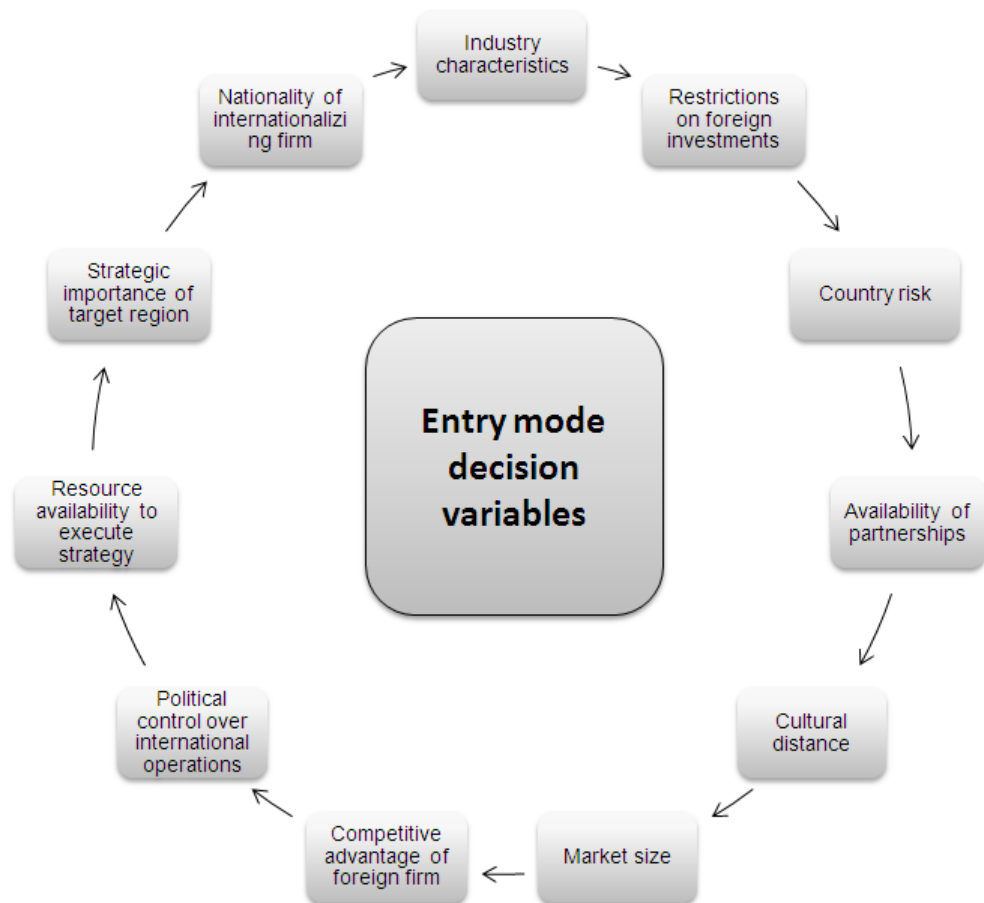 Industry
characteristics
Restrictions
on foreign
investments
Country risk
Availability of
partnerships
Cultural
distance
Market size
Competitive
advantage of
foreign firm
Political
control over
international
operations
Resource
availability to
execute
strategy
Strategic
importance of
target region
Nationality of
internationalizi
ng firm
Entry mode
decision
variables